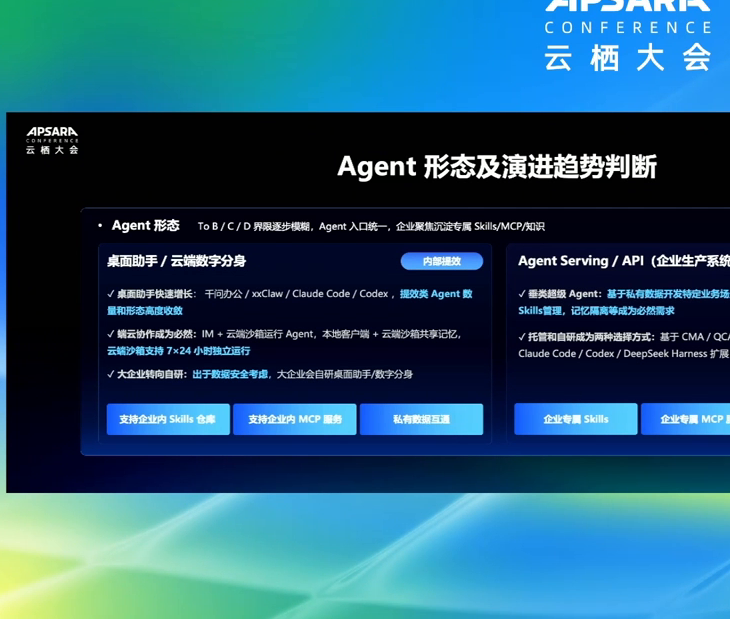 APSARA
CONFERENCE
云栖大会
APSARA
CONFERENCE
云栖大会
Agent 形态及演进趋势判断
• Agent 形态 To B / C / D 界限逐步模糊，Agent 入口统一，企业聚焦沉淀专属 Skills/MCP/知识
桌面助手 / 云端数字分身 内部提效
✓ 桌面助手快速增长： 千问办公 / xxClaw / Claude Code / Codex ，提效类 Agent 数
量和形态高度收敛
✓ 端云协作成为必然：IM + 云端沙箱运行 Agent，本地客户端 + 云端沙箱共享记忆，
云端沙箱支持 7×24 小时独立运行
✓ 大企业转向自研：出于数据安全考虑，大企业会自研桌面助手/数字分身
支持企业内 Skills 仓库 支持企业内 MCP 服务 私有数据互通
Agent Serving / API（企业生产系统
✓ 垂类超级 Agent：基于私有数据开发特定业务场
Skills管理，记忆隔离等成为必然需求
✓ 托管和自研成为两种选择方式：基于 CMA / QCA
Claude Code / Codex / DeepSeek Harness 扩展
企业专属 Skills 企业专属 MCP